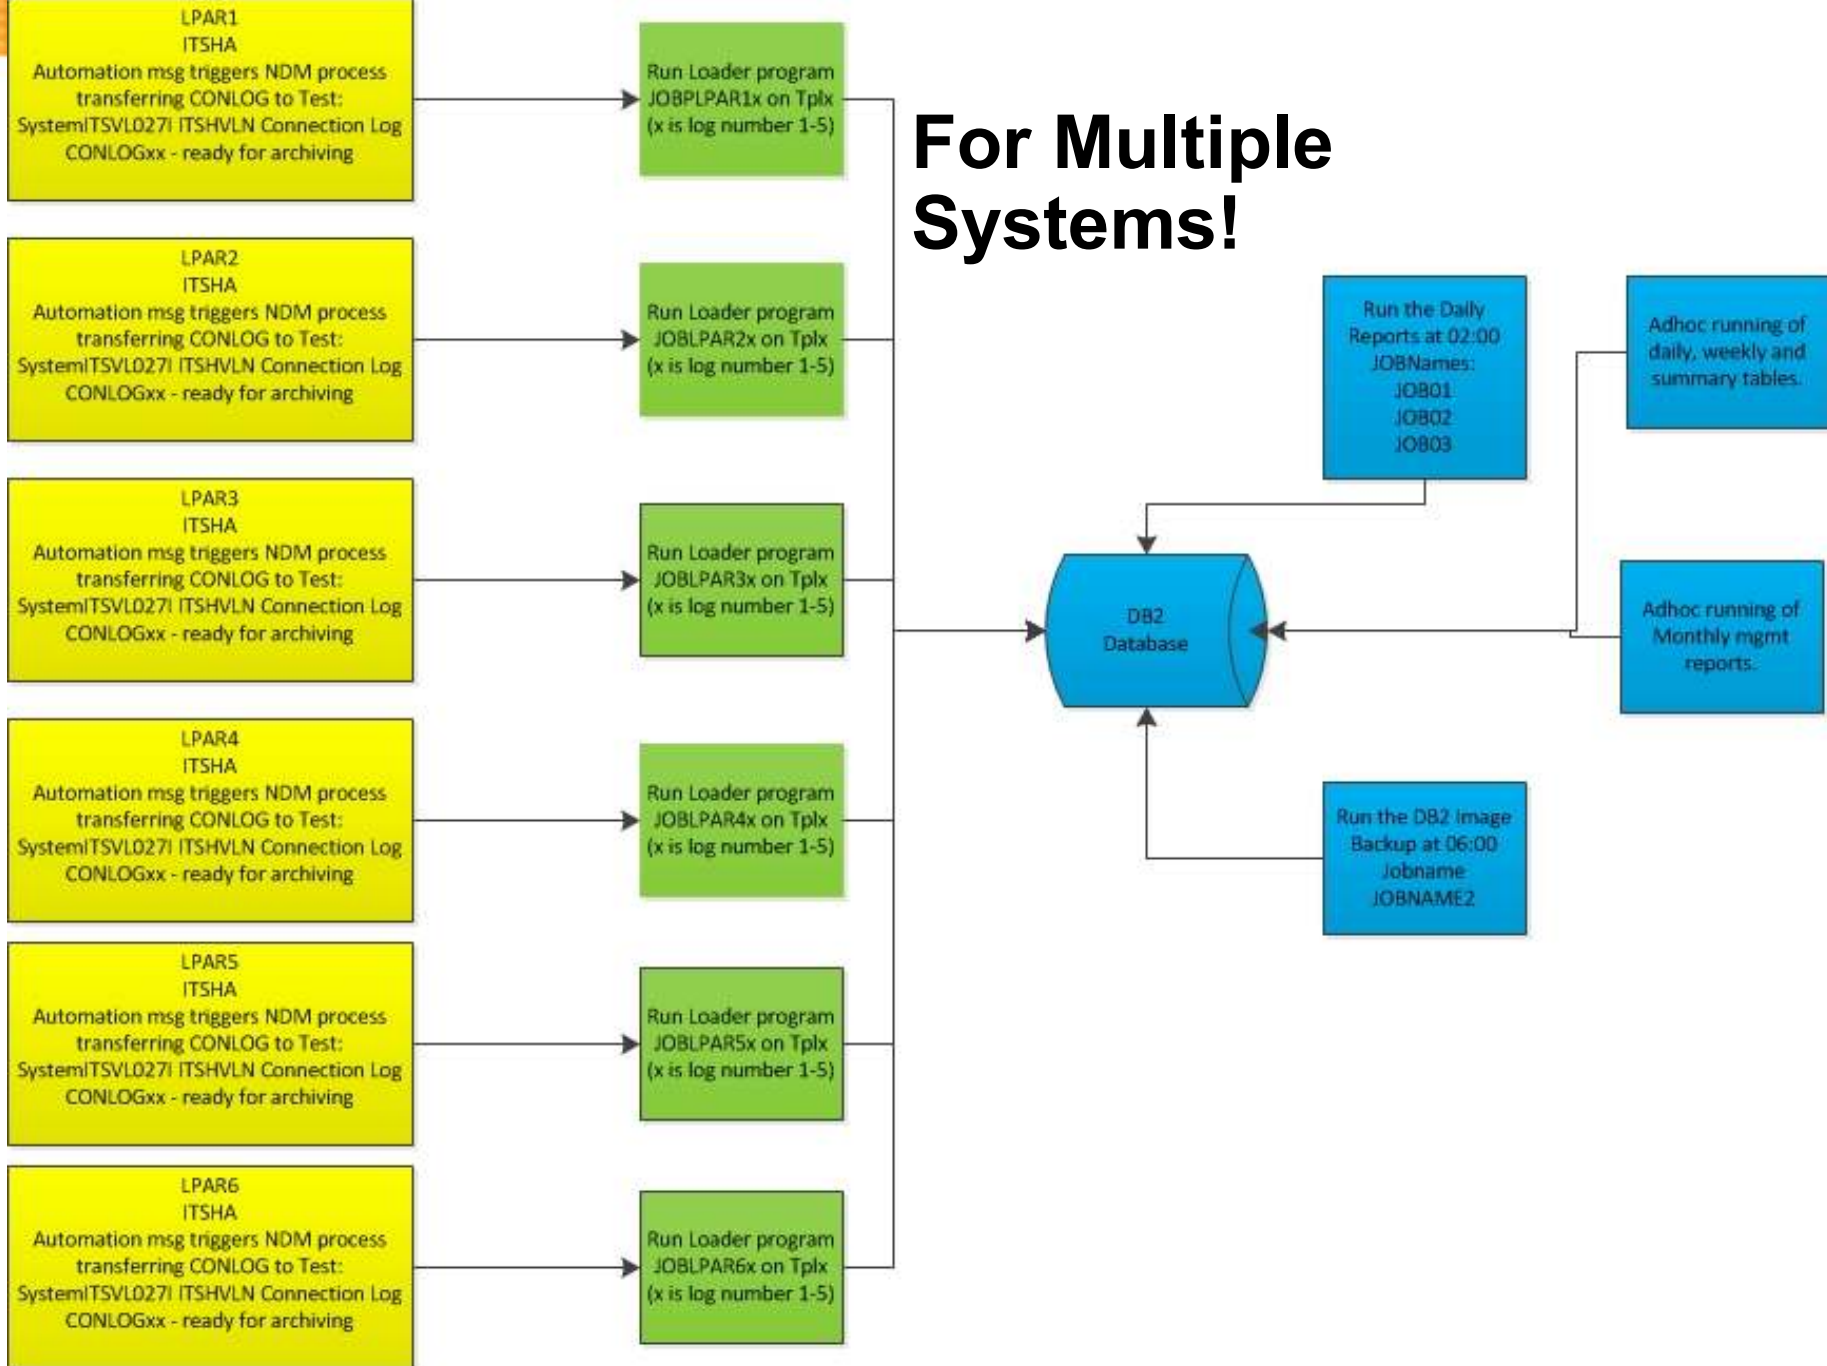 LPAR1
ITSHA
Automation msg triggers NDM process
transferring CONLOG to Test:
SystemITSVL027I ITSHVLN Connection Log
CONLOGxx - ready for archiving
Run Loader program
JOBPLPAR1x on Tplx
(x is log number 1-5)
For Multiple
Systems!
LPAR2
ITSHA
Automation msg triggers NDM process
transferring CONLOG to Test:
SystemITSVL027I ITSHVLN Connection Log
CONLOGxx - ready for archiving
Run Loader program
JOBLPAR2x on Tplx
(x is log number 1-5)
Run the Daily
Reports at 02:00
JOBNames:
JOB01
JOB02
JOB03
Adhoc running of
daily, weekly and
summary tables.
LPAR3
ITSHA
Automation msg triggers NDM process
transferring CONLOG to Test:
SystemITSVL027I ITSHVLN Connection Log
CONLOGxx - ready for archiving
Run Loader program
JOBLPAR3x on Tplx
(x is log number 1-5)
DB2
Database
Adhoc running of
Monthly mgmt
reports.
LPAR4
ITSHA
Automation msg triggers NDM process
transferring CONLOG to Test:
SystemITSVL027I ITSHVLN Connection Log
CONLOGxx - ready for archiving
Run Loader program
JOBLPAR4x on Tplx
(x is log number 1-5)
Run the DB2 Image
Backup at 06:00
Jobname
JOBNAME2
LPAR5
ITSHA
Automation msg triggers NDM process
transferring CONLOG to Test:
SystemITSVL027I ITSHVLN Connection Log
CONLOGxx - ready for archiving
Run Loader program
JOBLPAR5x on Tplx
(x is log number 1-5)
LPAR6
ITSHA
Automation msg triggers NDM process
transferring CONLOG to Test:
SystemITSVL027I ITSHVLN Connection Log
CONLOGxx - ready for archiving
Run Loader program
JOBLPAR6x on Tplx
(x is log number 1-5)